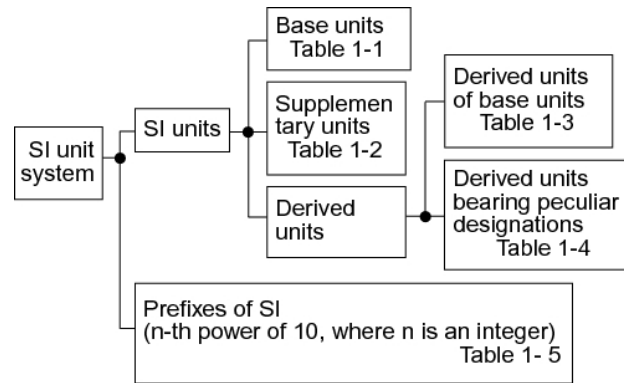 SI unit
system
SI units
Base units
Table 1-1
Supplemen
tary units
Table 1-2
Derived
units
Derived units
of base units
Table 1-3
Derived units
bearing peculiar
designations
Table 1-4
Prefixes of SI
(n-th power of 10, where n is an integer)
Table 1- 5